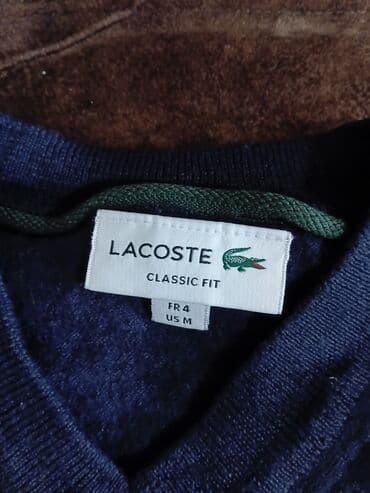 LACOSTE
CLASSIC FIT
FR 4
US M